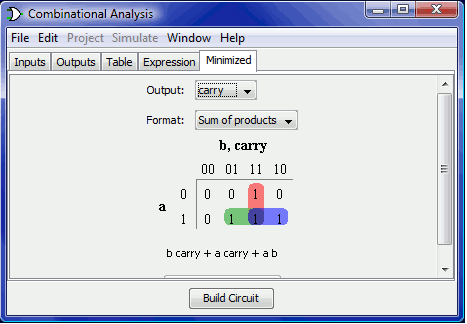 Combinational Analysis
File Edit Project Simulate Window Help
Inputs Outputs Table Expression Minimized
Output: carry
Format: Sum of products
b, carry
00 01 11 10
0 0 0 1 0
a
1 0 1 1 1
b carry + a carry + a b
Build Circuit